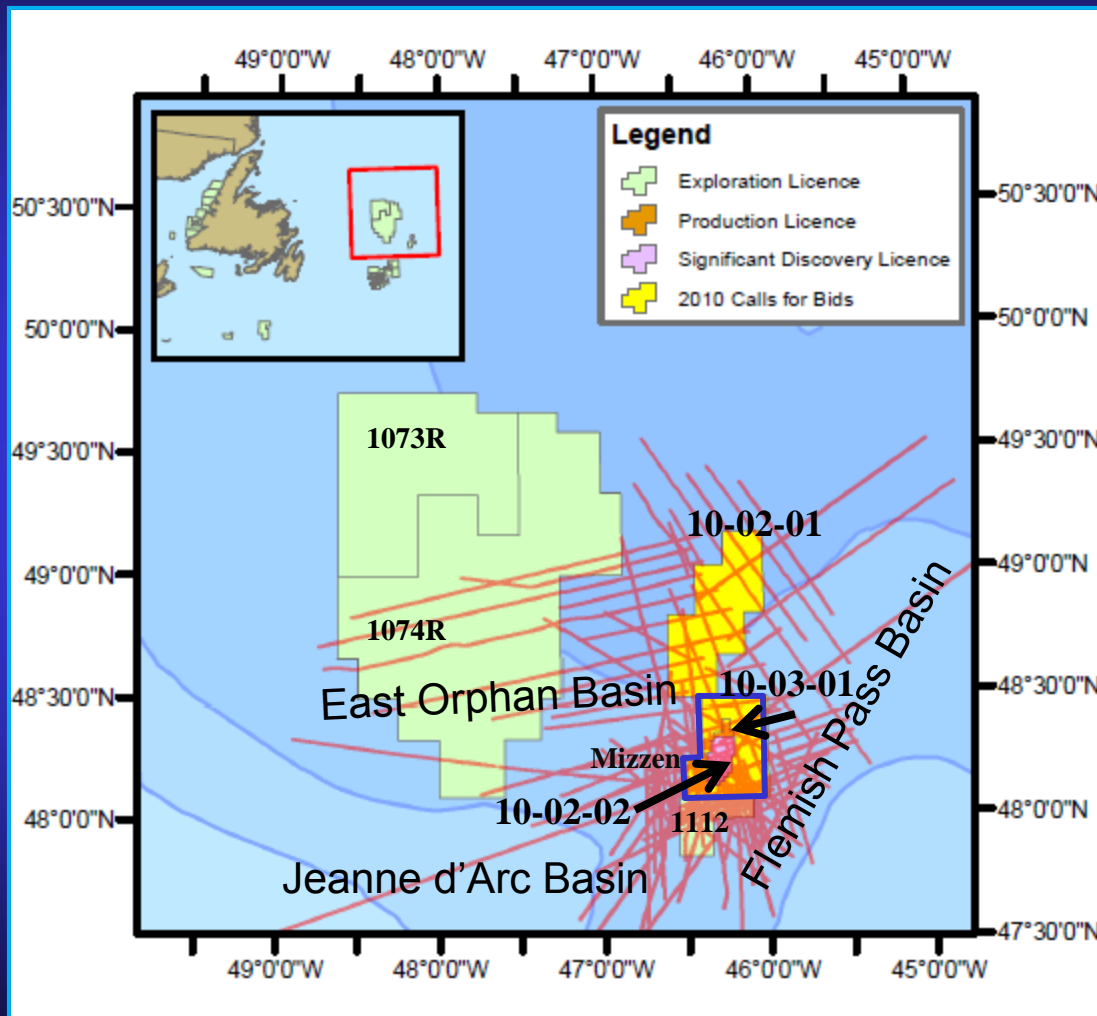 49°0'0"W 48°0'0"W 47°0'0"W 46°0'0"W 45°0'0"W
Legend
Exploration Licence
Production Licence
Significant Discovery Licence
2010 Calls for Bids
50°30'0"N 50°30'0"N
50°0'0"N 50°0'0"N
49°30'0"N 49°30'0"N
1073R
10-02-01
49°0'0"N 49°0'0"N
1074R
East Orphan Basin
10-03-01
48°30'0"N 48°30'0"N
Flemish Pass Basin
Mizzen
10-02-02
1112
48°0'0"N 48°0'0"N
Jeanne d'Arc Basin
47°30'0"N
49°0'0"W 48°0'0"W 47°0'0"W 46°0'0"W 45°0'0"W